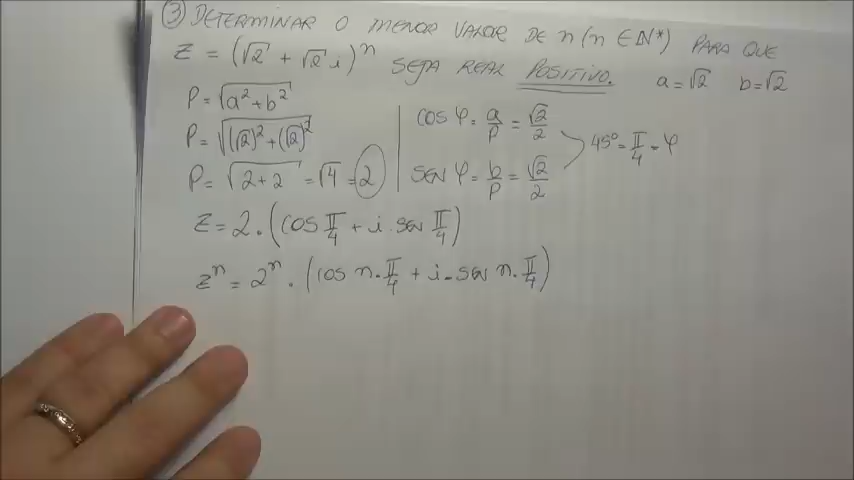 ③ DETERMINAR O MENOR VALOR DE n (n ∈ N*) PARA QUE
Z = (√2 + √2 i)ⁿ SEJA REAL POSITIVO. a = √2 b = √2
P = √(a² + b²)
P = √((√2)² + (√2)²)
P = √(2 + 2) = √4 = 2
COS φ = a/P = √2/2
SEN φ = b/P = √2/2
45° = π/4 = φ
Z = 2 . (COS π/4 + i . SEN π/4)
Zⁿ = 2ⁿ . (COS n . π/4 + i . SEN n . π/4)